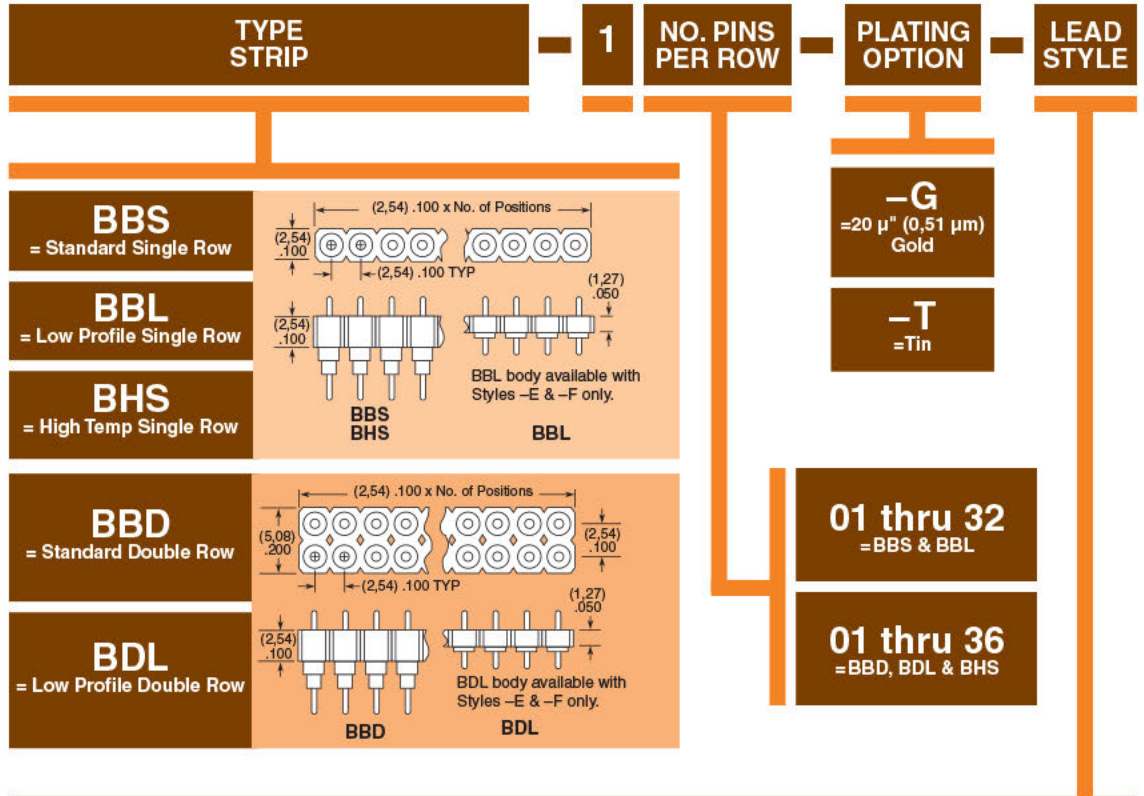 TYPE
STRIP
1
NO. PINS
PER ROW
PLATING
OPTION
LEAD
STYLE
–G
=20 µ" (0,51 µm)
Gold
–T
=Tin
BBS
= Standard Single Row
BBL
= Low Profile Single Row
BHS
= High Temp Single Row
(2,54) .100 x No. of Positions
(2,54)
.100
(2,54) .100 TYP
(2,54)
.100
(1,27)
.050
BBL body available with
Styles –E & –F only.
BBS
BHS
BBL
BBD
= Standard Double Row
BDL
= Low Profile Double Row
(2,54) .100 x No. of Positions
(5,08)
.200
(2,54)
.100
(2,54) .100 TYP
(2,54)
.100
(1,27)
.050
BDL body available with
Styles –E & –F only.
BBD
BDL
01 thru 32
=BBS & BBL
01 thru 36
=BBD, BDL & BHS